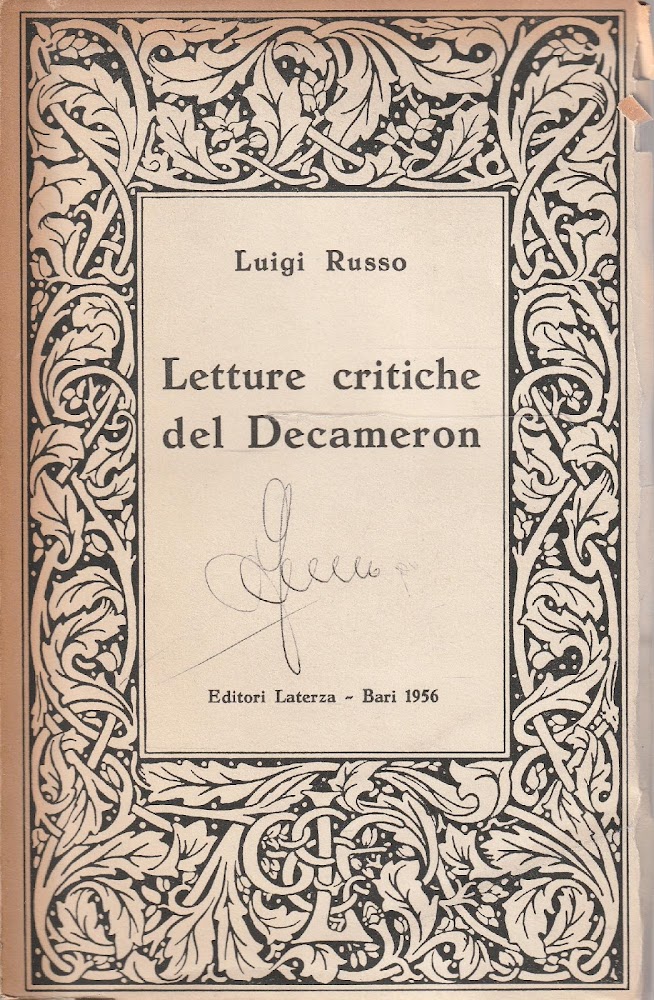 Luigi Russo
Letture critiche
del Decameron
Editori Laterza - Bari 1956